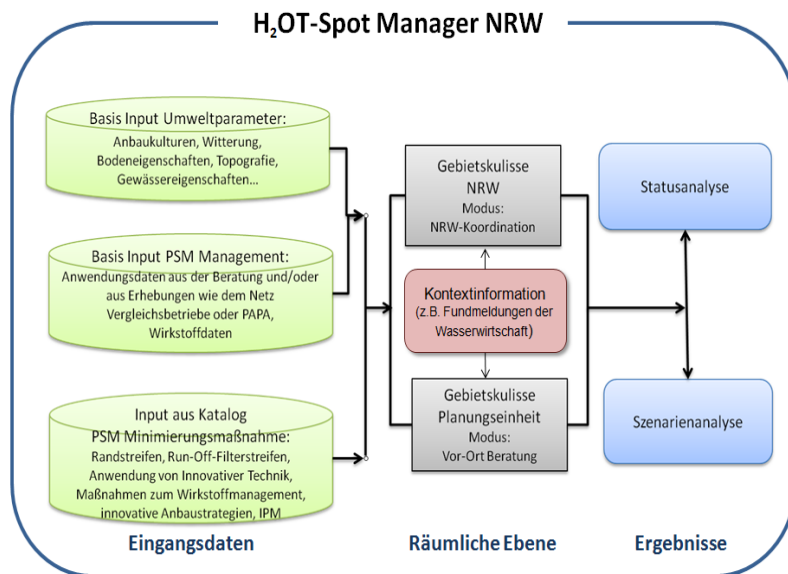 H₂OT-Spot Manager NRW
Basis Input Umweltparameter:
Anbaukulturen, Witterung,
Bodeneigenschaften, Topografie,
Gewässereigenschaften...
Basis Input PSM Management:
Anwendungsdaten aus der Beratung und/oder
aus Erhebungen wie dem Netz
Vergleichsbetriebe oder PAPA,
Wirkstoffdaten
Input aus Katalog
PSM Minimierungsmaßnahme:
Randstreifen, Run-Off-Filterstreifen,
Anwendung von Innovativer Technik,
Maßnahmen zum Wirkstoffmanagement,
innovative Anbaustrategien, IPM
Eingangsdaten
Gebietskulisse
NRW
Modus:
NRW-Koordination
Kontextinformation
(z.B. Fundmeldungen der
Wasserwirtschaft)
Gebietskulisse
Planungseinheit
Modus:
Vor-Ort Beratung
Räumliche Ebene
Statusanalyse
Szenarienanalyse
Ergebnisse